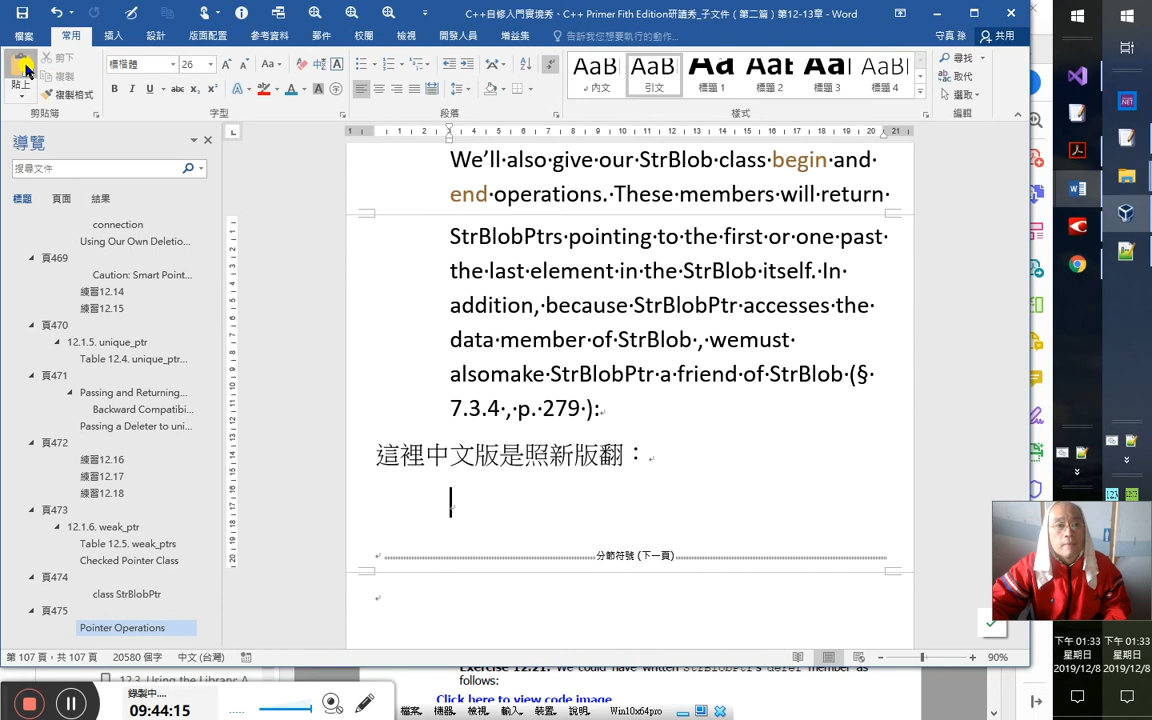 C++自修入門實境秀、C++ Primer Fith Edition研讀秀_子文件（第二篇）第12-13章 - Word
檔案 常用 插入 設計 版面配置 參考資料 郵件 校閱 檢視 開發人員 增益集 告訴我您想要執行的動作... 守真 孫 共用
貼上 剪下 複製 複製格式
楷楷體 26
AaB 內文 AaB 引文 Aa 標題 1 AaB 標題 2 AaB 標題 3 AaBb 標題 4
尋找 取代 選取
剪貼簿 字型 段落 樣式 編輯
導覽
搜尋文件
標題 頁面 結果
connection
Using Our Own Deletio...
頁469
Caution: Smart Point...
練習12.14
練習12.15
頁470
12.1.5. unique_ptr
Table 12.4. unique_ptr...
頁471
Passing and Returning...
Backward Compatibi...
Passing a Deleter to uni...
頁472
練習12.16
練習12.17
練習12.18
頁473
12.1.6. weak_ptr
Table 12.5. weak_ptrs
Checked Pointer Class
頁474
class StrBlobPtr
頁475
Pointer Operations
We’ll also give our StrBlob class begin and
end operations. These members will return
StrBlobPtrs pointing to the first or one past
the last element in the StrBlob itself. In
addition, because StrBlobPtr accesses the
data member of StrBlob , wemust
alsomake StrBlobPtr a friend of StrBlob (§
7.3.4 , p. 279 ):
這裡中文版是照新版翻：
分節符號 (下一頁)
第 107 頁，共 107 頁 20580 個字 中文 (台灣) 90%
12.3. Using the Library: A
follows:
Click here to view code image
錄製中....
09:44:15
檔案 機器 檢視 輸入 裝置 說明 Win10x64pro
下午 01:33 下午 01:33
星期日 星期日
2019/12/8 2019/12/8